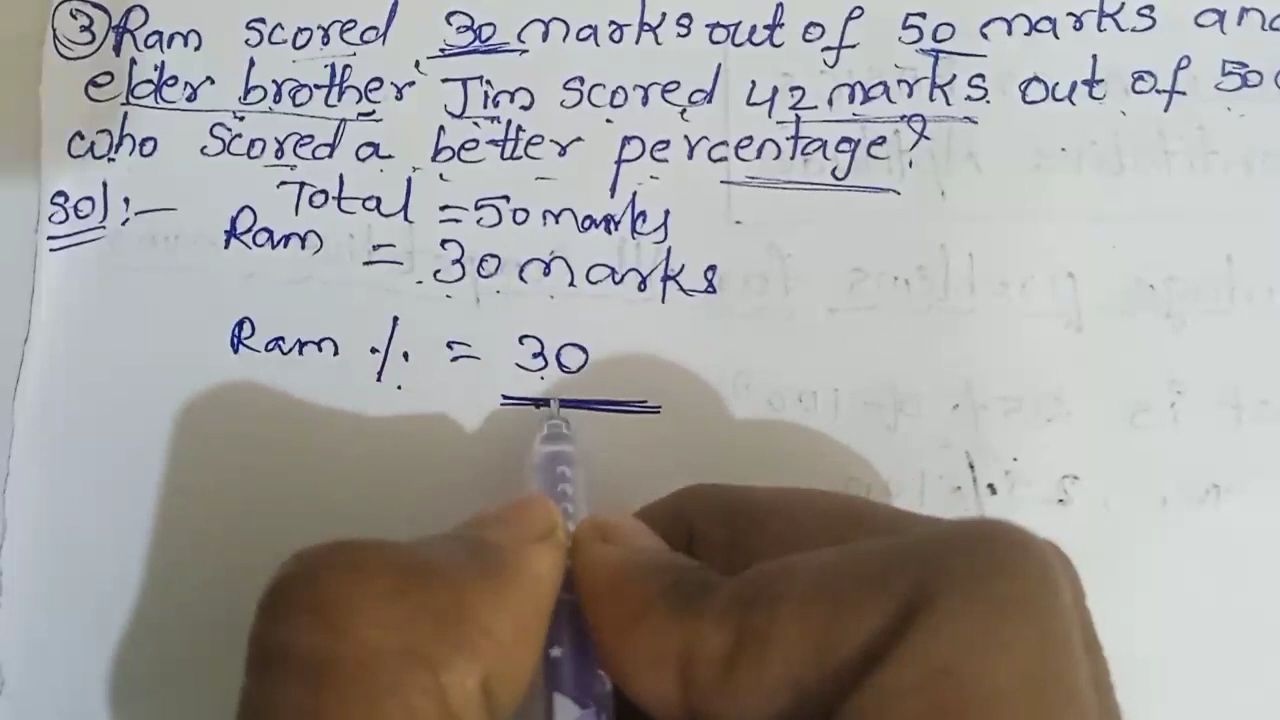 ③ Ram scored 30 marks out of 50 marks and
elder brother Jim scored 42 marks out of 50
who scored a better percentage?
Sol:- Total = 50 marks
Ram = 30 marks
Ram % = 30